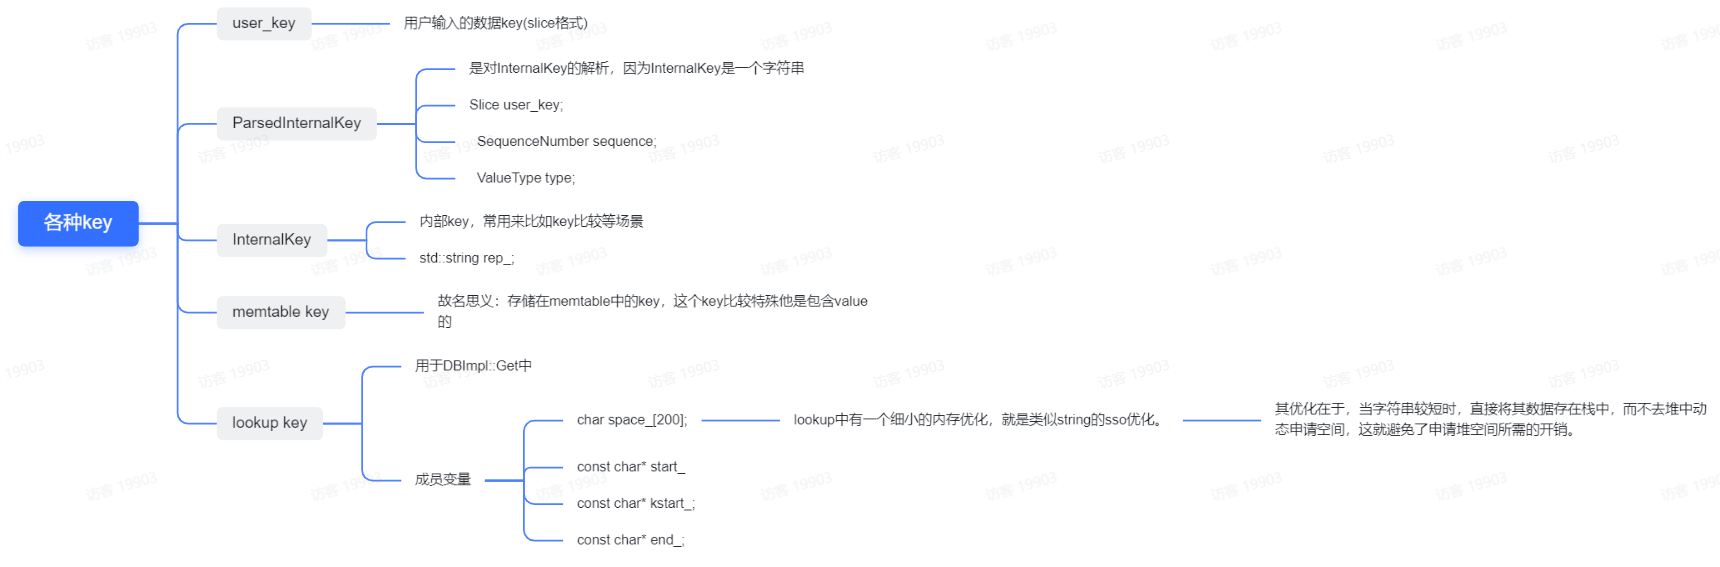 各种key
user_key
用户输入的数据key(slice格式)
ParsedInternalKey
是对InternalKey的解析，因为InternalKey是一个字符串
Slice user_key;
SequenceNumber sequence;
ValueType type;
InternalKey
内部key，常用来比如key比较等场景
std::string rep_;
memtable key
故名思义：存储在memtable中的key，这个key比较特殊他是包含value
的
lookup key
用于DBImpl::Get中
成员变量
char space_[200];
lookup中有一个细小的内存优化，就是类似string的sso优化。
其优化在于，当字符串较短时，直接将其数据存在栈中，而不去堆中动
态申请空间，这就避免了申请堆空间所需的开销。
const char* start_
const char* kstart_;
const char* end_;
访客 19903